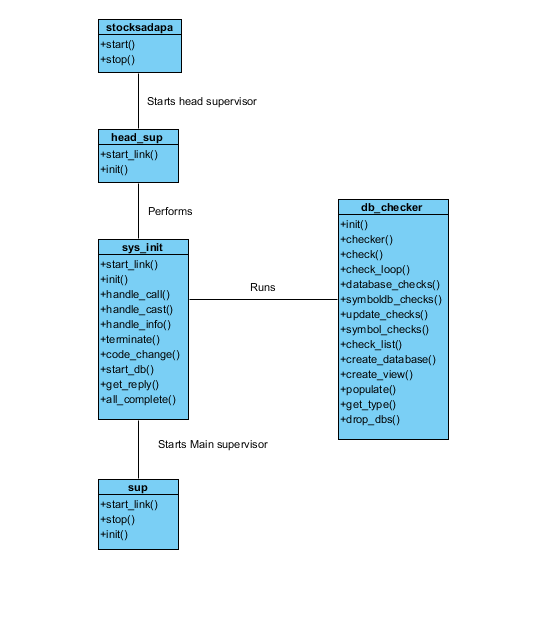 stocksadapa
+start()
+stop()
Starts head supervisor
head_sup
+start_link()
+init()
Performs
sys_init
+start_link()
+init()
+handle_call()
+handle_cast()
+handle_info()
+terminate()
+code_change()
+start_db()
+get_reply()
+all_complete()
Runs
db_checker
+init()
+checker()
+check()
+check_loop()
+database_checks()
+symboldb_checks()
+update_checks()
+symbol_checks()
+check_list()
+create_database()
+create_view()
+populate()
+get_type()
+drop_dbs()
Starts Main supervisor
sup
+start_link()
+stop()
+init()